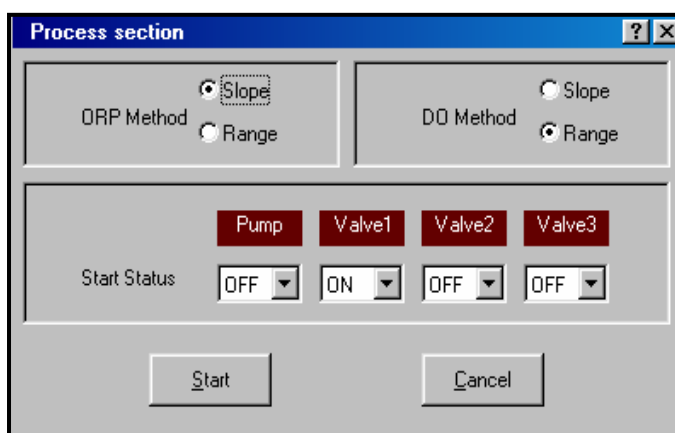 Process section
ORP Method
Slope
Range
DO Method
Slope
Range
Pump Valve1 Valve2 Valve3
Start Status OFF ON OFF OFF
Start Cancel